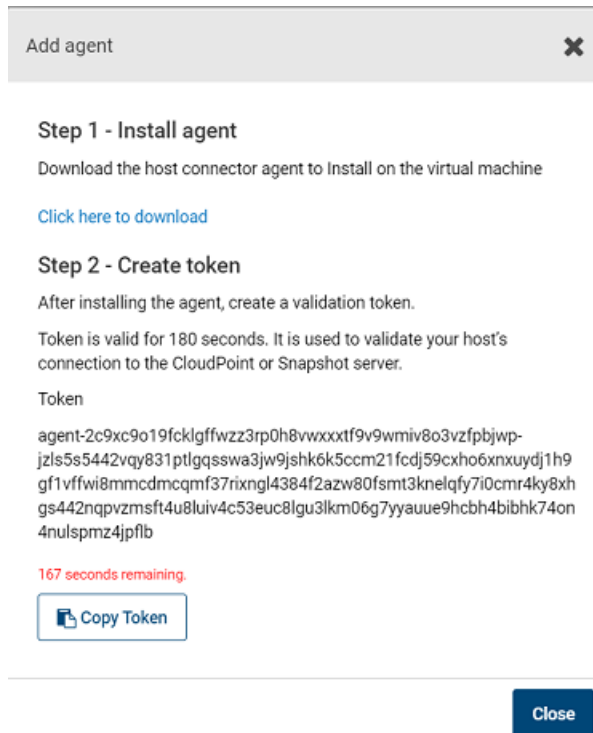 Add agent
Step 1 - Install agent
Download the host connector agent to Install on the virtual machine
Click here to download
Step 2 - Create token
After installing the agent, create a validation token.
Token is valid for 180 seconds. It is used to validate your host's
connection to the CloudPoint or Snapshot server.
Token
agent-2c9xc9o19fcklgffwzz3rp0h8vwxxxtf9v9wmiv8o3vzfpbjwp-
jzls5s5442vqy831ptlgqsswa3jw9jshk6k5ccm21fcdj59cxho6xnxuydj1h9
gf1vffwi8mmcdmcqmf37rixngl4384f2azw80fsmt3knelqfy7i0cmr4ky8xh
gs442nqpvzmsft4u8luiv4c53euc8lgu3lkm06g7yyauue9hcbh4bibhk74on
4nulspmz4jpflb
167 seconds remaining.
Copy Token
Close